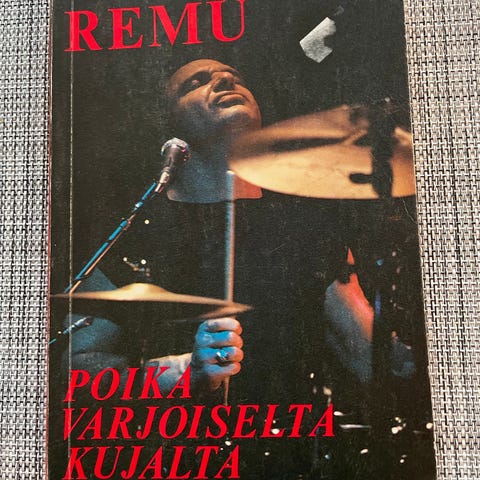 REMU
POIKA
VARJOISELTA
KUJALTA